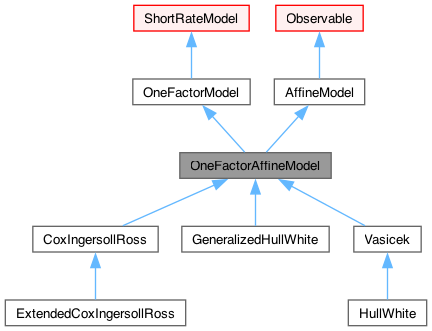 ShortRateModel
Observable
OneFactorModel
AffineModel
OneFactorAffineModel
CoxIngersollRoss
GeneralizedHullWhite
Vasicek
ExtendedCoxIngersollRoss
HullWhite